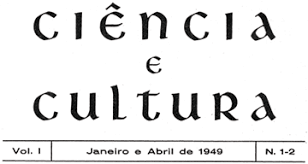 CIÊNCIA
E
CULTURA
Vol. I Janeiro e Abril de 1949 N. 1-2